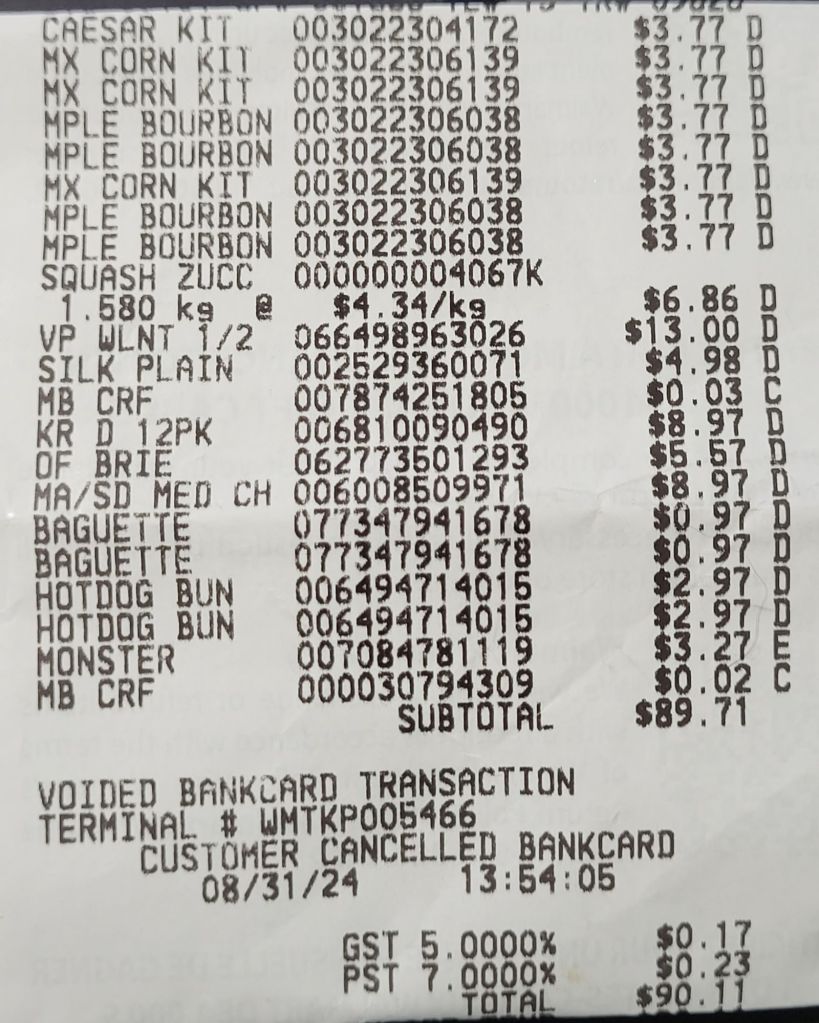 CAESAR KIT 003022304172 $3.77 D
MX CORN KIT 003022306139 $3.77 D
MX CORN KIT 003022306139 $3.77 D
MPLE BOURBON 003022306038 $3.77 D
MPLE BOURBON 003022306038 $3.77 D
MX CORN KIT 003022306139 $3.77 D
MPLE BOURBON 003022306038 $3.77 D
MPLE BOURBON 003022306038 $3.77 D
SQUASH ZUCC 000000004067K
1.580 kg @ $4.34/kg $6.86 D
VP WLNT 1/2 066498963026 $13.00 D
SILK PLAIN 002529360071 $4.98 D
MB CRF 007874251805 $0.03 C
KR D 12PK 006810090490 $8.97 D
OF BRIE 062773501293 $5.57 D
MA/SD MED CH 006008509971 $8.97 D
BAGUETTE 077347941678 $0.97 D
BAGUETTE 077347941678 $0.97 D
HOTDOG BUN 006494714015 $2.97 D
HOTDOG BUN 006494714015 $2.97 D
MONSTER 007084781119 $3.27 E
MB CRF 000030794309 $0.02 C
SUBTOTAL $89.71
VOIDED BANKCARD TRANSACTION
TERMINAL # WMTKP005466
CUSTOMER CANCELLED BANKCARD
08/31/24 13:54:05
GST 5.0000% $0.17
PST 7.0000% $0.23
TOTAL $90.11